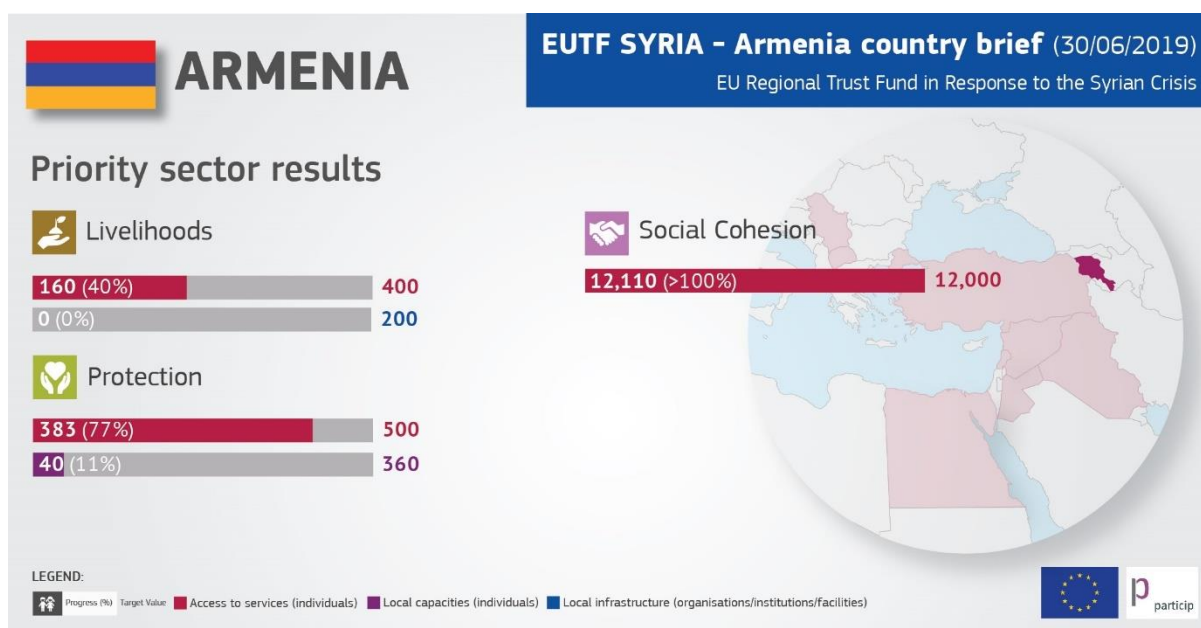 ARMENIA
EUTF SYRIA – Armenia country brief (30/06/2019)
EU Regional Trust Fund in Response to the Syrian Crisis
Priority sector results
Livelihoods
160 (40%) 400
0 (0%) 200
Protection
383 (77%) 500
40 (11%) 360
Social Cohesion
12,110 (>100%) 12,000
LEGEND:
Progress (%) Target Value Access to services (individuals) Local capacities (individuals) Local infrastructure (organisations/institutions/facilities)
p
particip